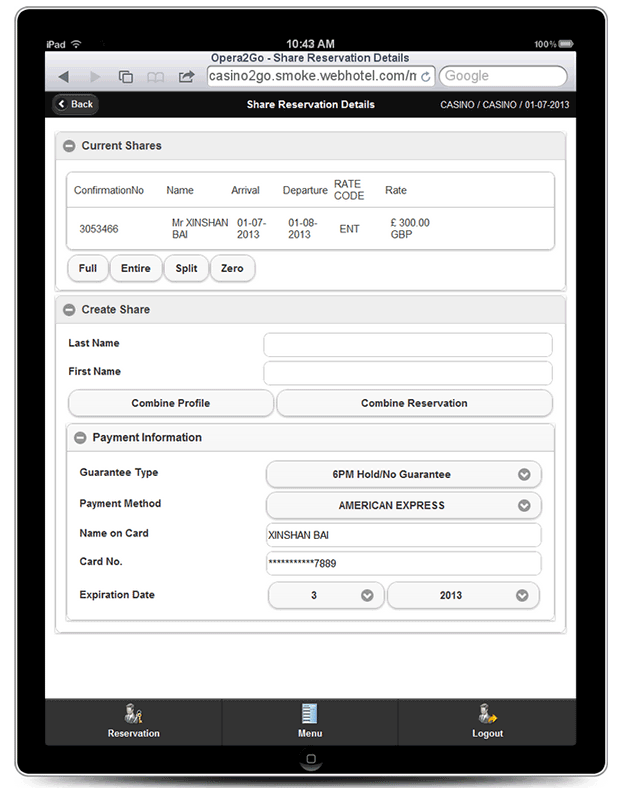 iPad 10:43 AM 100%
Opera2Go - Share Reservation Details
casino2go.smoke.webhotel.com/m Google
Back Share Reservation Details CASINO / CASINO / 01-07-2013
Current Shares
ConfirmationNo Name Arrival Departure RATE CODE Rate
3053466 Mr XINSHAN BAI 01-07-2013 01-08-2013 ENT £ 300.00 GBP
Full Entire Split Zero
Create Share
Last Name
First Name
Combine Profile Combine Reservation
Payment Information
Guarantee Type 6PM Hold/No Guarantee
Payment Method AMERICAN EXPRESS
Name on Card XINSHAN BAI
Card No. ***********7889
Expiration Date 3 2013
Reservation Menu Logout